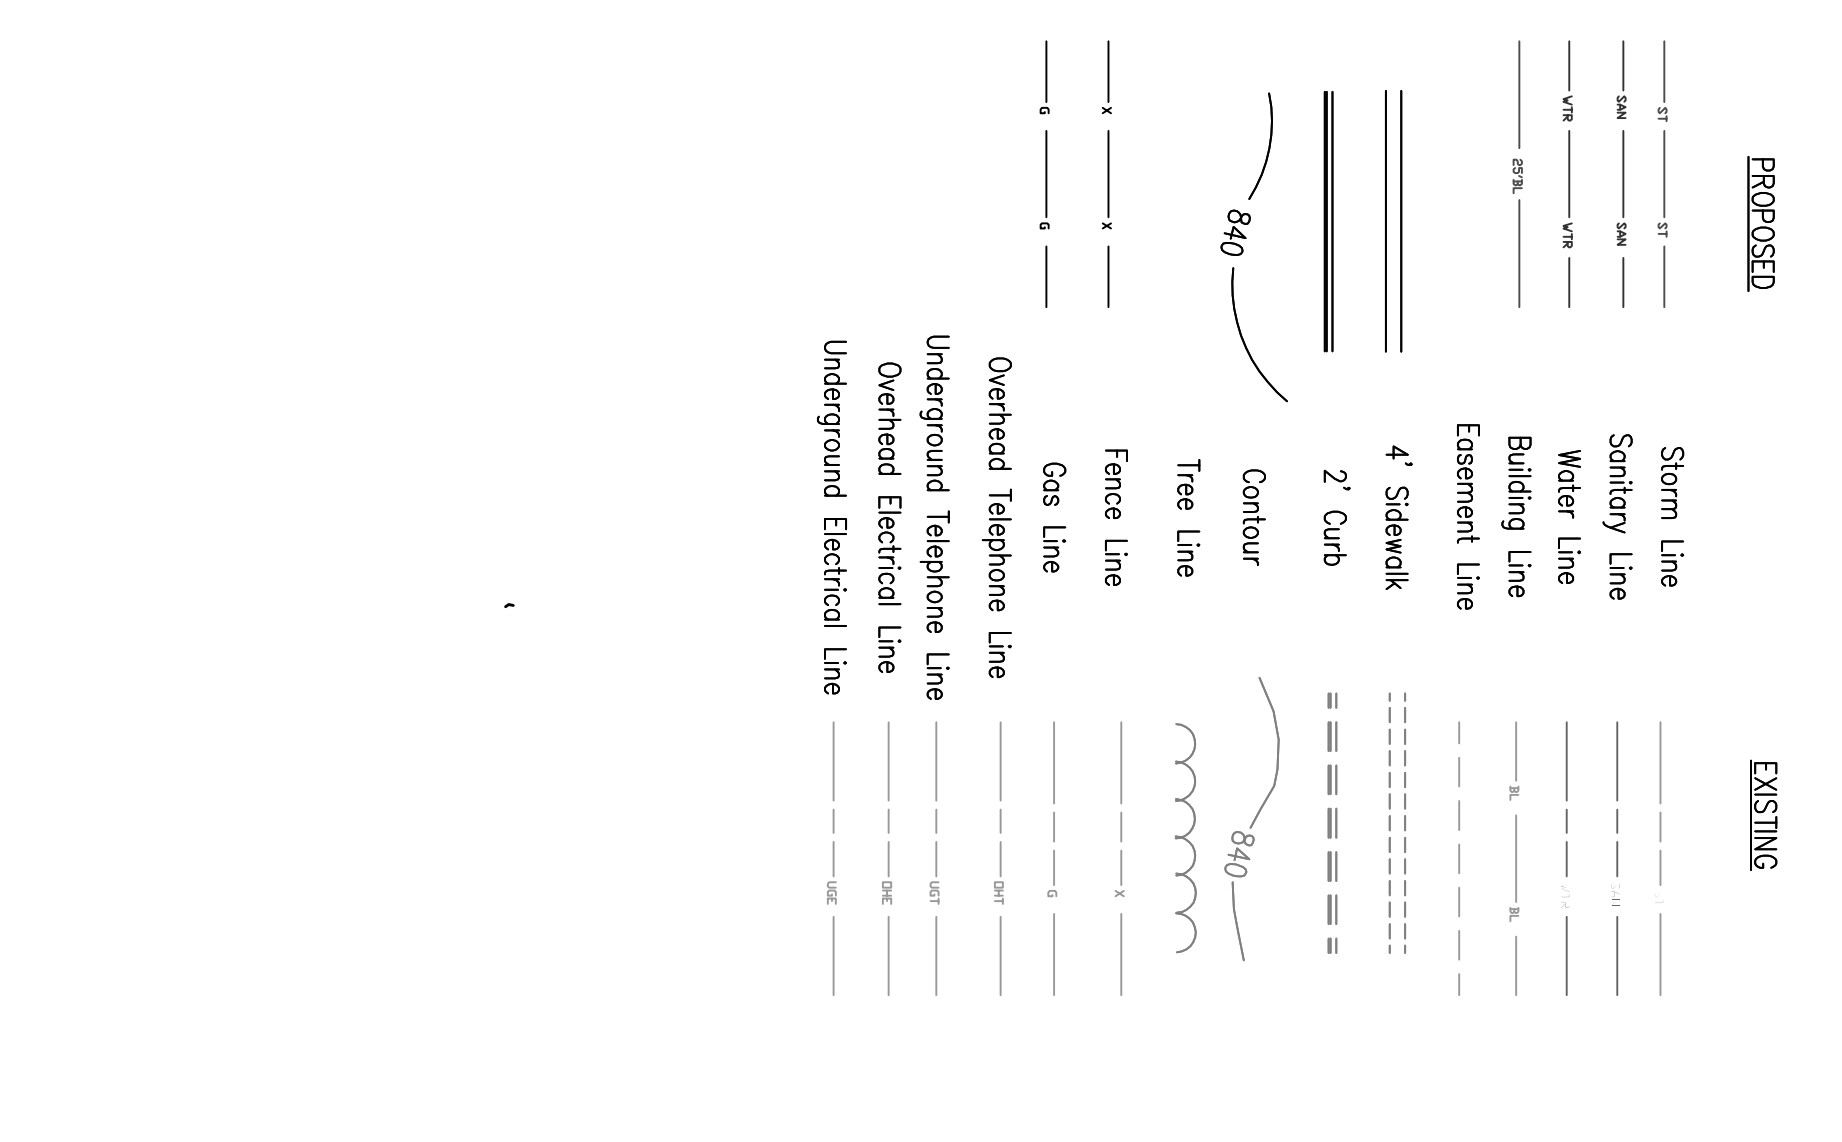 PROPOSED EXISTING
ST ST Storm Line
SAN SAN Sanitary Line SAN
WTR WTR Water Line WTR
25'BL Building Line BL BL
Easement Line
4' Sidewalk
2' Curb
840 Contour 840
Tree Line
X X Fence Line X
G G Gas Line G
Overhead Telephone Line OHT
Underground Telephone Line UGT
Overhead Electrical Line OHE
Underground Electrical Line UGE